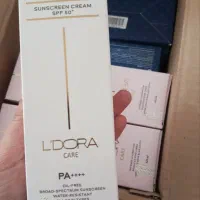 SUNSCREEN CREAM
SPF 50+
L'DORA
CARE
PA++++
OIL-FREE
BROAD-SPECTRUM SUNSCREEN
WATER-RESISTANT